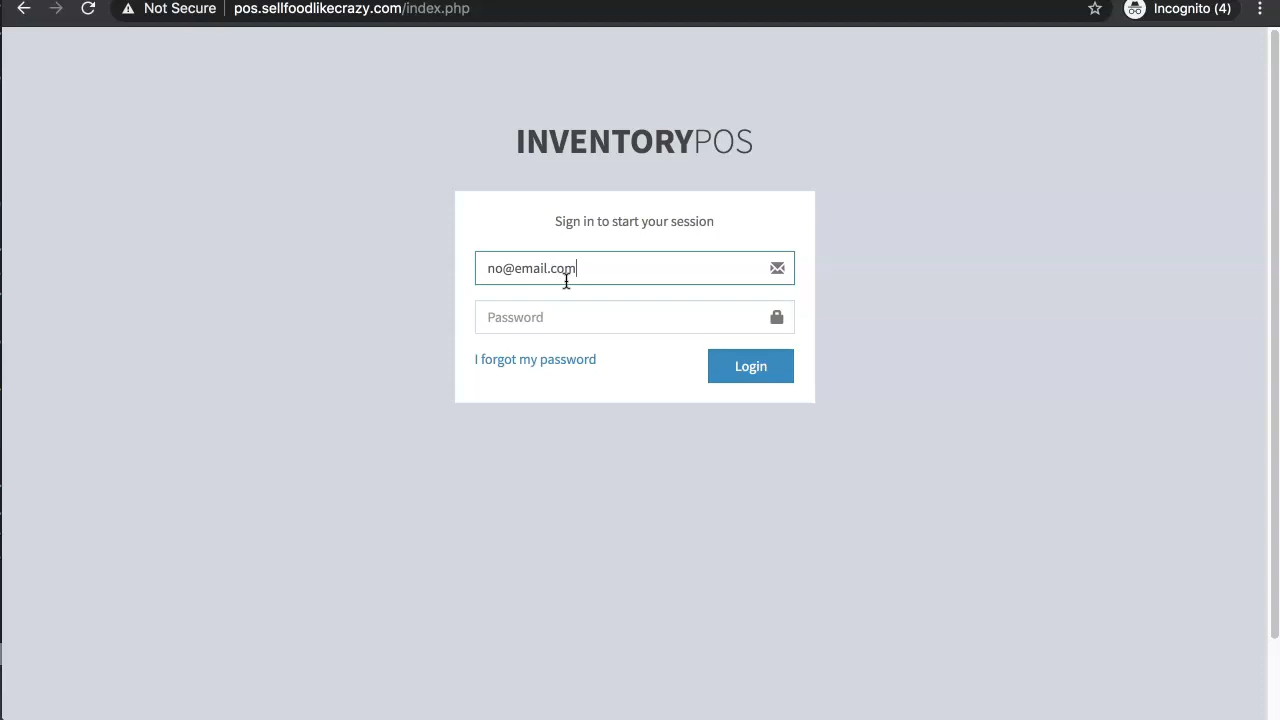 Not Secure pos.sellfoodlikecrazy.com/index.php Incognito (4)
INVENTORYPOS
Sign in to start your session
no@email.com
Password
I forgot my password
Login